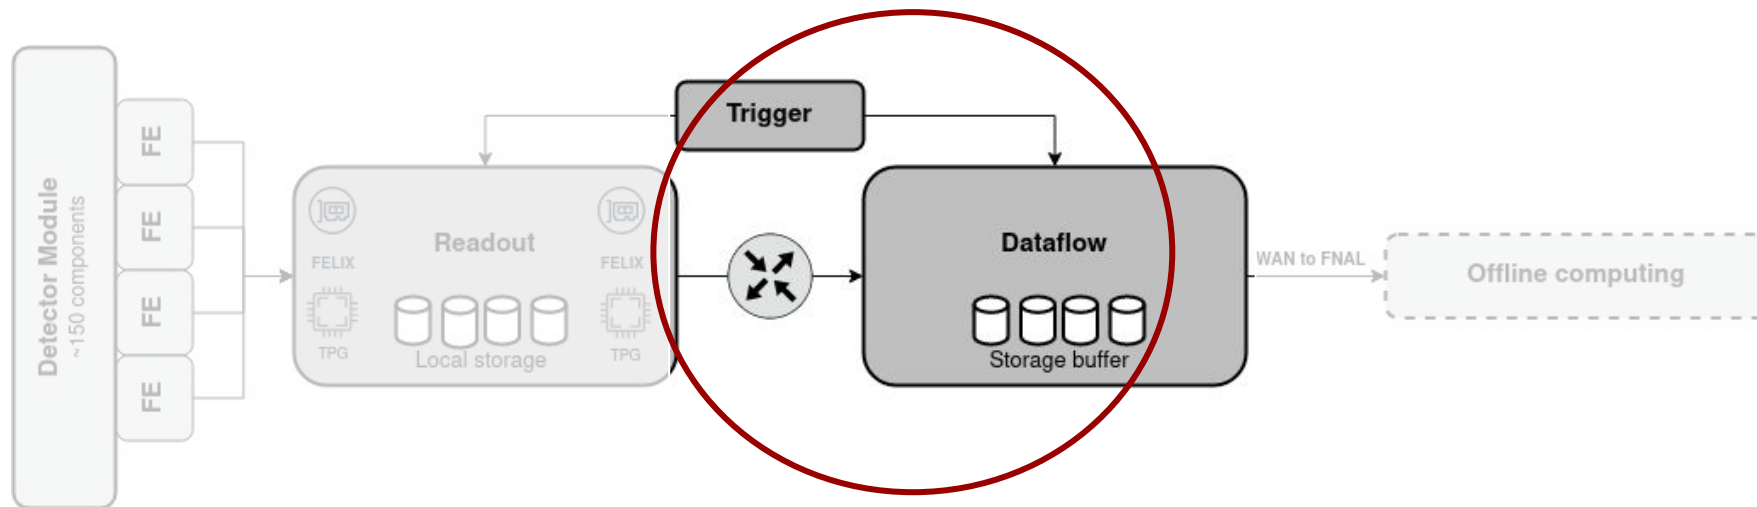 Detector Module
~150 components
FE
FE
FE
FE
Trigger
Readout
FELIX
FELIX
TPG
TPG
Local storage
Dataflow
Storage buffer
WAN to FNAL
Offline computing